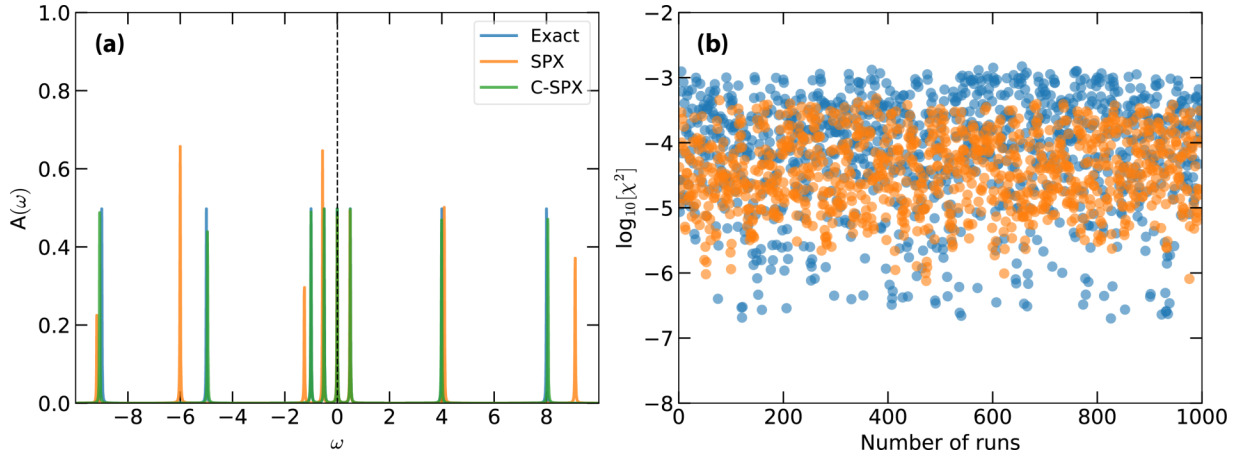 (a)
1.0
0.8
0.6
0.4
0.2
0.0
A(ω)
Exact
SPX
C-SPX
−8 −6 −4 −2 0 2 4 6 8
ω
(b)
−2
−3
−4
−5
−6
−7
−8
log₁₀[χ²]
0 200 400 600 800 1000
Number of runs